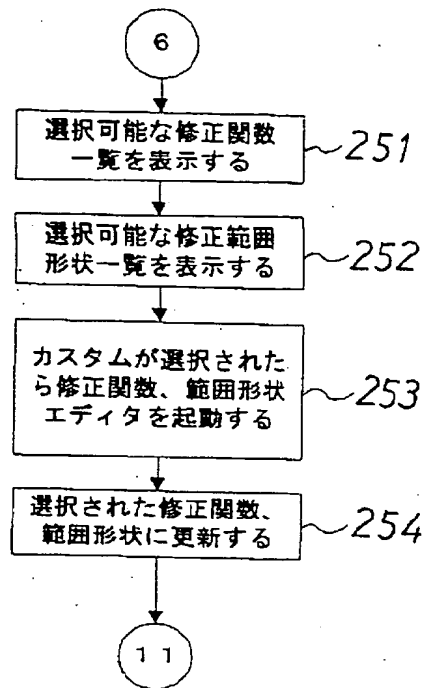 6
選択可能な修正関数
一覧を表示する
251
選択可能な修正範囲
形状一覧を表示する
252
カスタムが選択された
ら修正関数、範囲形状
エディタを起動する
253
選択された修正関数、
範囲形状に更新する
254
11